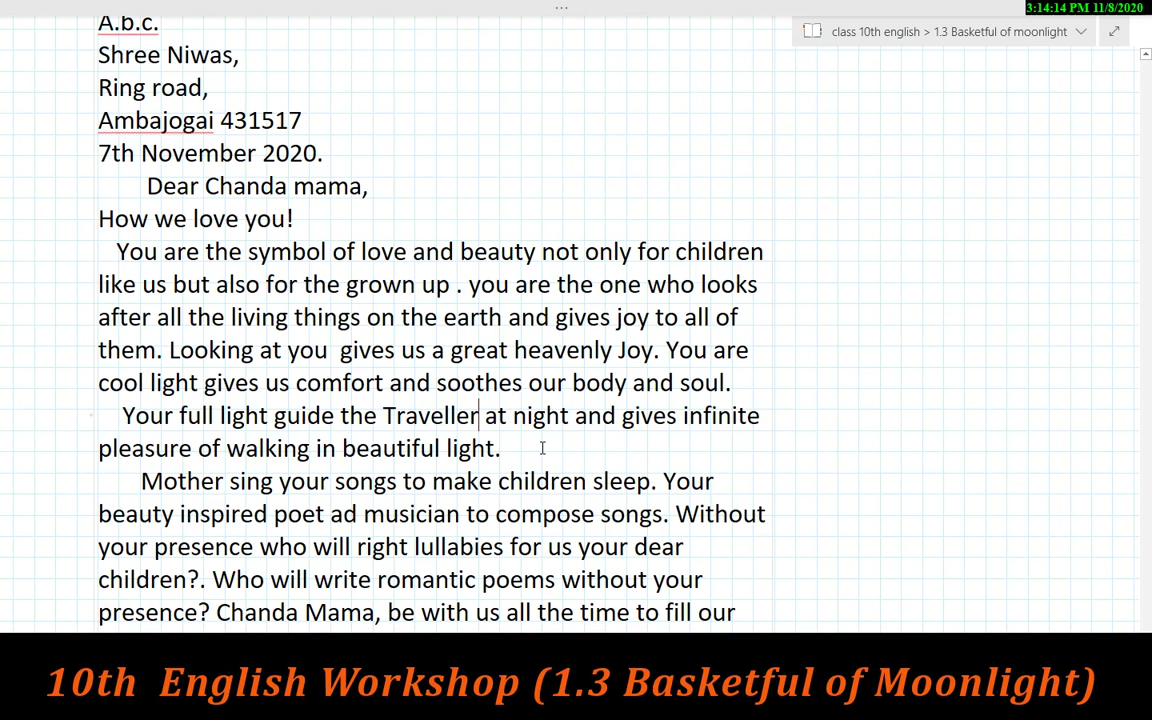 ...
3:14:14 PM 11/8/2020
A.b.c.
class 10th english > 1.3 Basketful of moonlight
Shree Niwas,
Ring road,
Ambajogai 431517
7th November 2020.
Dear Chanda mama,
How we love you!
You are the symbol of love and beauty not only for children
like us but also for the grown up . you are the one who looks
after all the living things on the earth and gives joy to all of
them. Looking at you  gives us a great heavenly Joy. You are
cool light gives us comfort and soothes our body and soul.
Your full light guide the Traveller at night and gives infinite
pleasure of walking in beautiful light.
Mother sing your songs to make children sleep. Your
beauty inspired poet ad musician to compose songs. Without
your presence who will right lullabies for us your dear
children?. Who will write romantic poems without your
presence? Chanda Mama, be with us all the time to fill our
10th  English Workshop (1.3 Basketful of Moonlight)